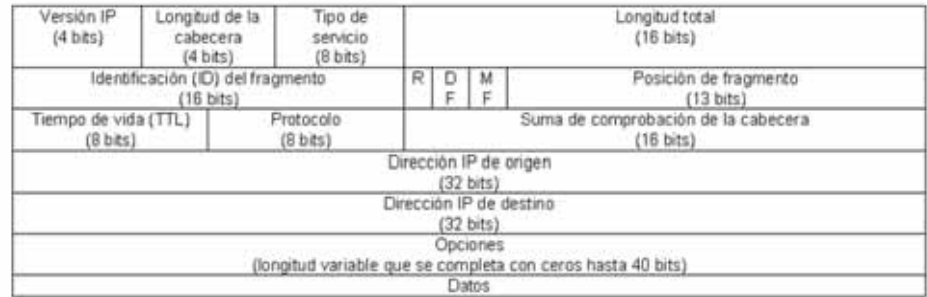 Versión IP
(4 bits)
Longitud de la
cabecera
(4 bits)
Tipo de
servicio
(8 bits)
Longitud total
(16 bits)
Identificación (ID) del fragmento
(16 bits)
R
D
F
M
F
Posición de fragmento
(13 bits)
Tiempo de vida (TTL)
(8 bits)
Protocolo
(8 bits)
Suma de comprobación de la cabecera
(16 bits)
Dirección IP de origen
(32 bits)
Dirección IP de destino
(32 bits)
Opciones
(longitud variable que se completa con ceros hasta 40 bits)
Datos